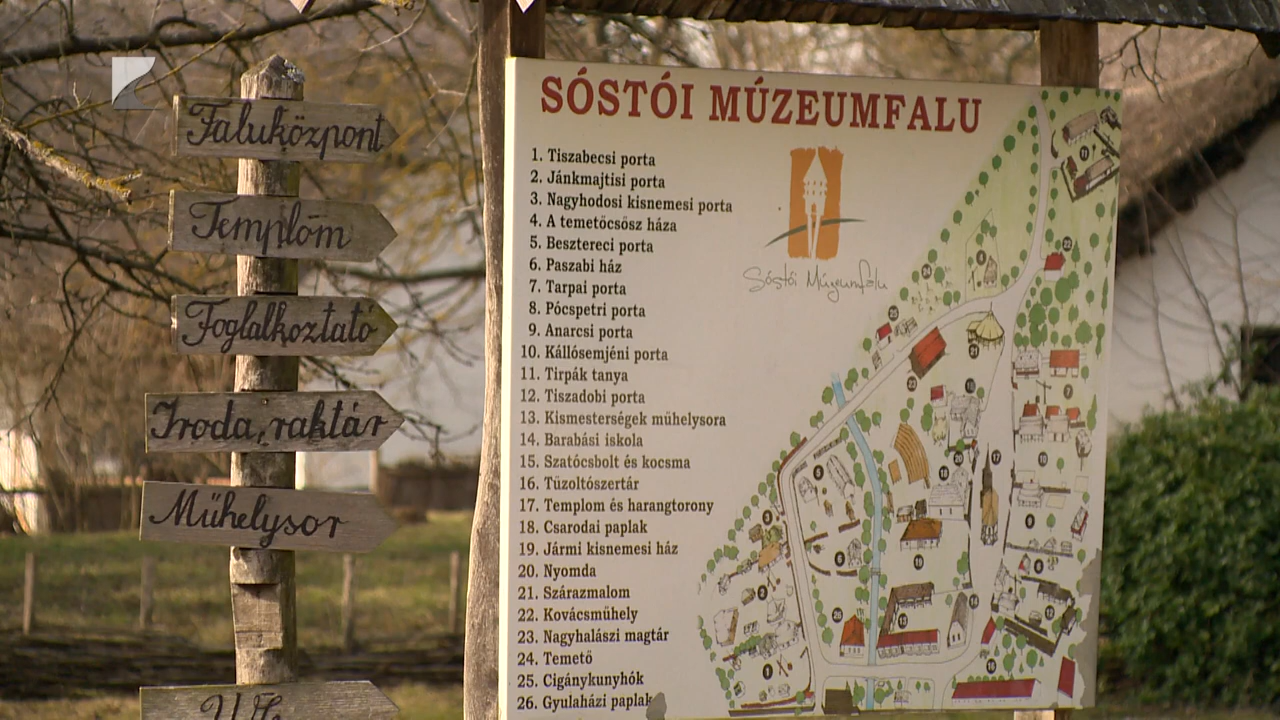 Faluközpont
Templom
Foglalkoztató
Iroda, raktár
Műhelysor
SÓSTÓI MÚZEUMFALU
1. Tiszabecsi porta
2. Jánkmajtisi porta
3. Nagyhodosi kisnemesi porta
4. A temetőcsősz háza
5. Besztereci porta
6. Paszabi ház
7. Tarpai porta
8. Pócspetri porta
9. Anarcsi porta
10. Kállósemjéni porta
11. Tirpák tanya
12. Tiszadobi porta
13. Kismesterségek műhelysora
14. Barabási iskola
15. Szatócsbolt és kocsma
16. Tüzoltószertár
17. Templom és harangtorony
18. Csarodai paplak
19. Jármi kisnemesi ház
20. Nyomda
21. Szárazmalom
22. Kovácsműhely
23. Nagyhalászi magtár
24. Temető
25. Cigánykunyhók
26. Gyulaházi paplak
Sóstói Múzeumfalu